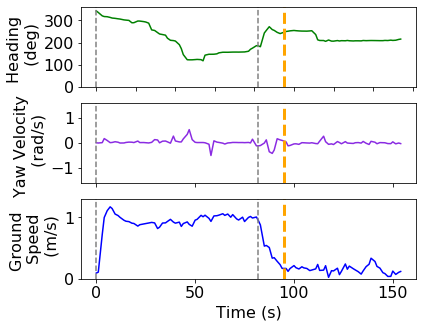 Heading
(deg)
300
200
100
0
Yaw Velocity
(rad/s)
1
0
−1
Ground
Speed
(m/s)
1
0
0
50
100
150
Time (s)